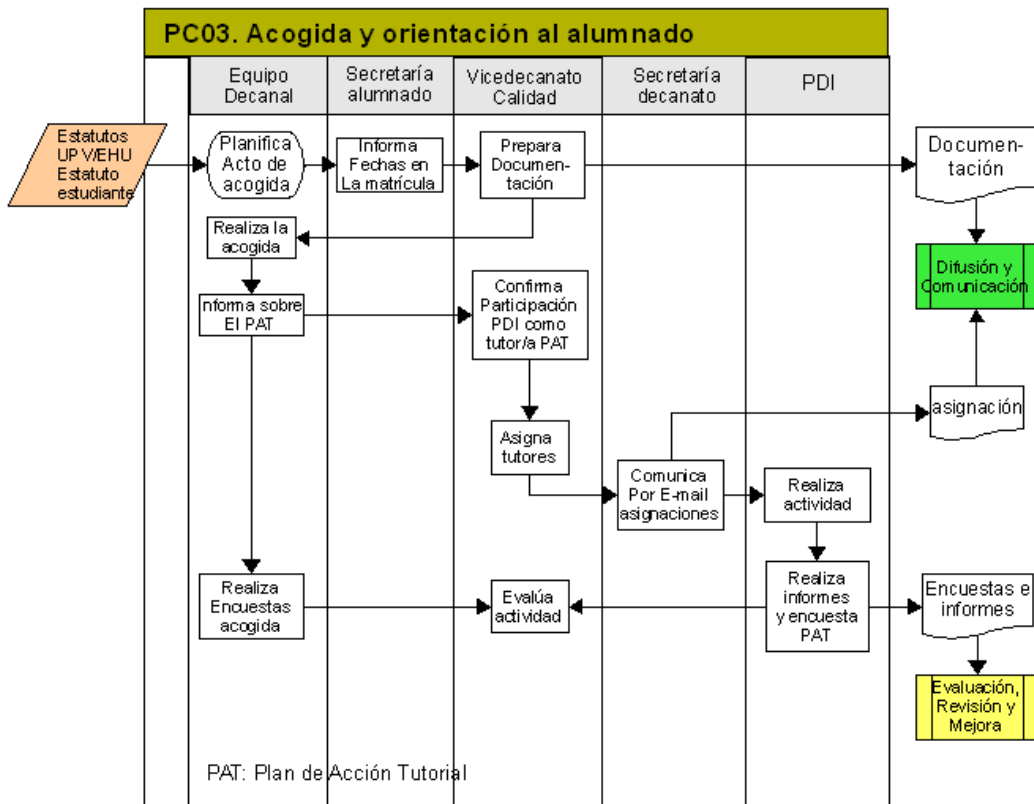 PC03. Acogida y orientación al alumnado
Equipo
Decanal
Secretaría
alumnado
Vicedecanato
Calidad
Secretaría
decanato
PDI
Estatutos
UPV/EHU
Estatuto
estudiante
Planifica
Acto de
acogida
Informa
Fechas en
La matrícula
Prepara
Documen-
tación
Documen-
tación
Realiza la
acogida
Difusión y
Comunicación
nforma sobre
El PAT
Confirma
Participación
PDI como
tutor/a PAT
asignación
Asigna
tutores
Comunica
Por E-mail
asignaciones
Realiza
actividad
Realiza
Encuestas
acogida
Evalúa
actividad
Realiza
informes
y encuesta
PAT
Encuestas e
informes
Evaluación,
Revisión y
Mejora
PAT: Plan de Acción Tutorial